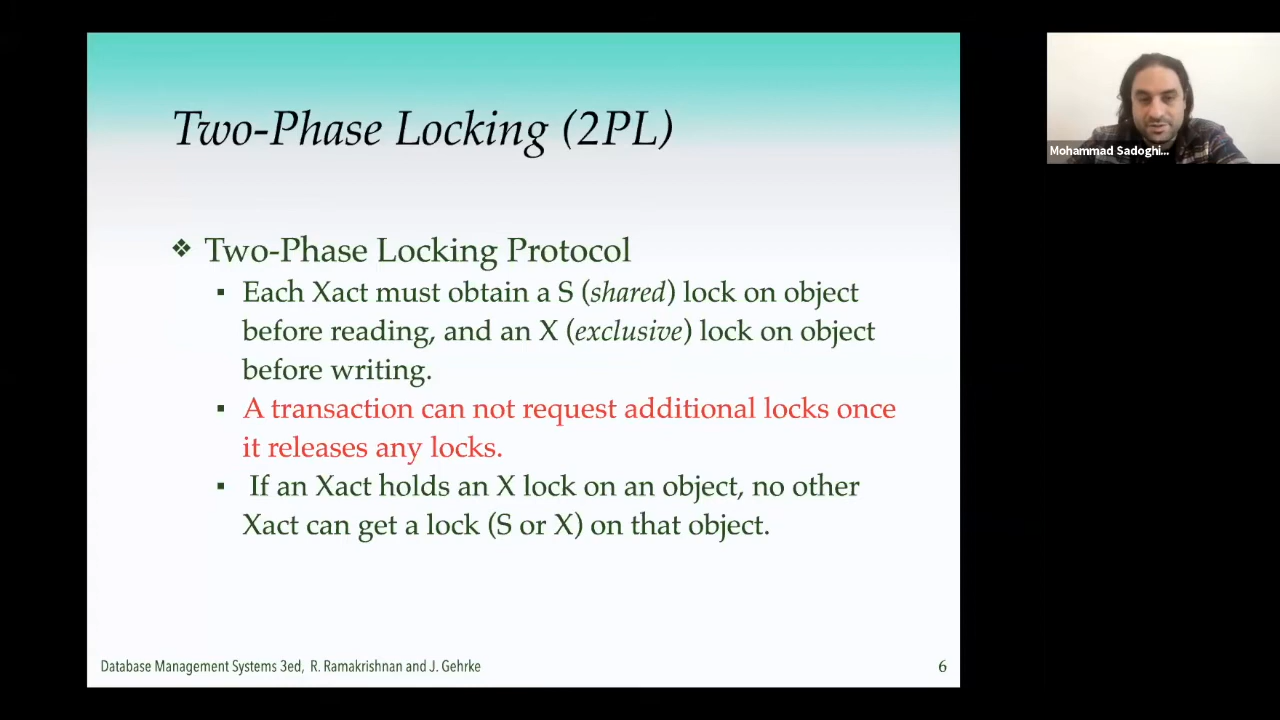 Two-Phase Locking (2PL)
❖ Two-Phase Locking Protocol
▪ Each Xact must obtain a S (shared) lock on object
before reading, and an X (exclusive) lock on object
before writing.
▪ A transaction can not request additional locks once
it releases any locks.
▪ If an Xact holds an X lock on an object, no other
Xact can get a lock (S or X) on that object.
Database Management Systems 3ed, R. Ramakrishnan and J. Gehrke
6
Mohammad Sadoghi...